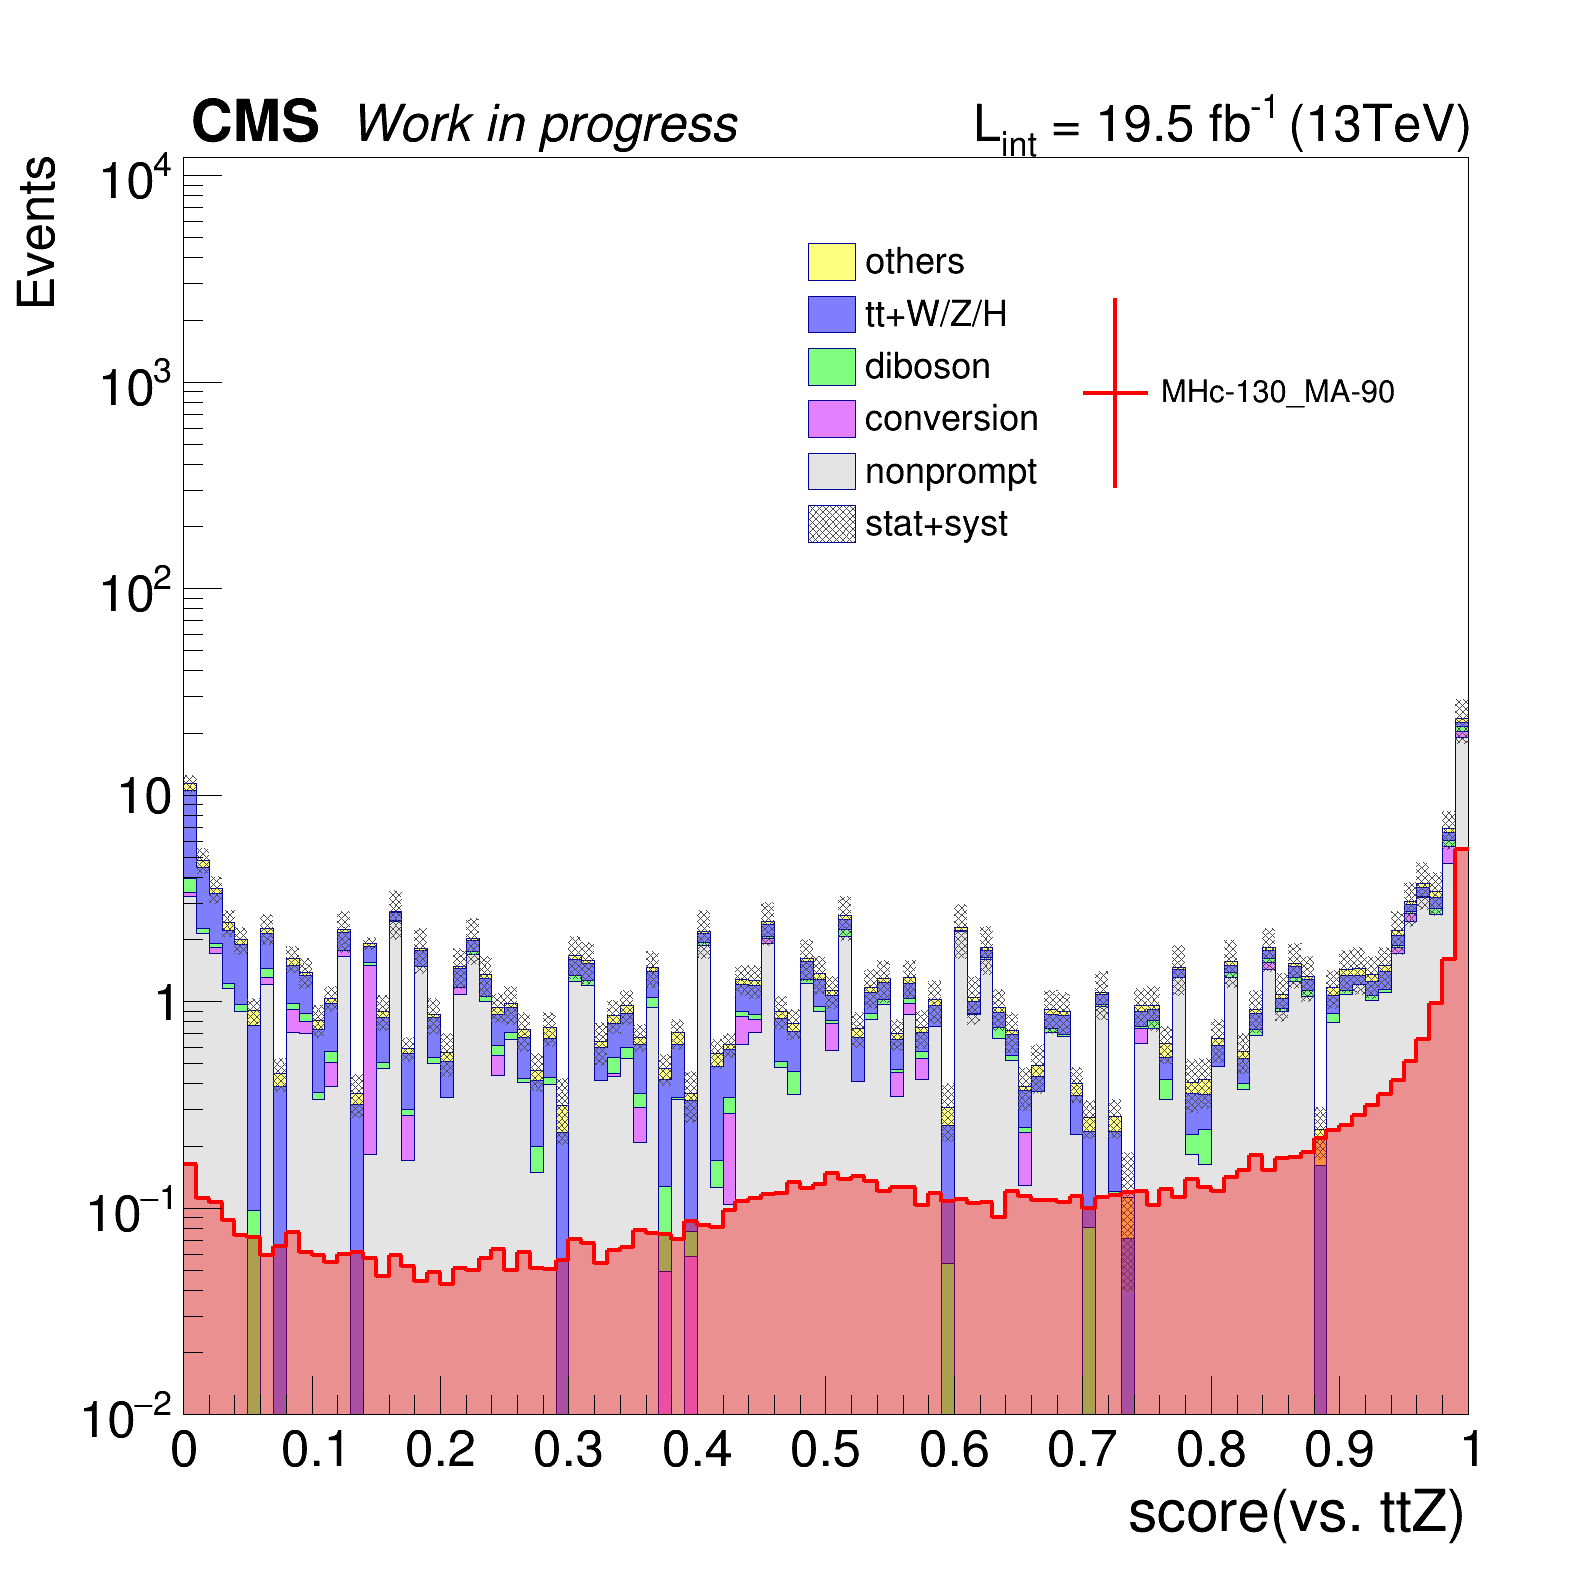 CMS Work in progress
L_int = 19.5 fb^-1 (13TeV)
Events
10^4
10^3
10^2
10
1
10^−1
10^−2
others
tt+W/Z/H
diboson
conversion
nonprompt
stat+syst
MHc-130_MA-90
0 0.1 0.2 0.3 0.4 0.5 0.6 0.7 0.8 0.9 1
score(vs. ttZ)